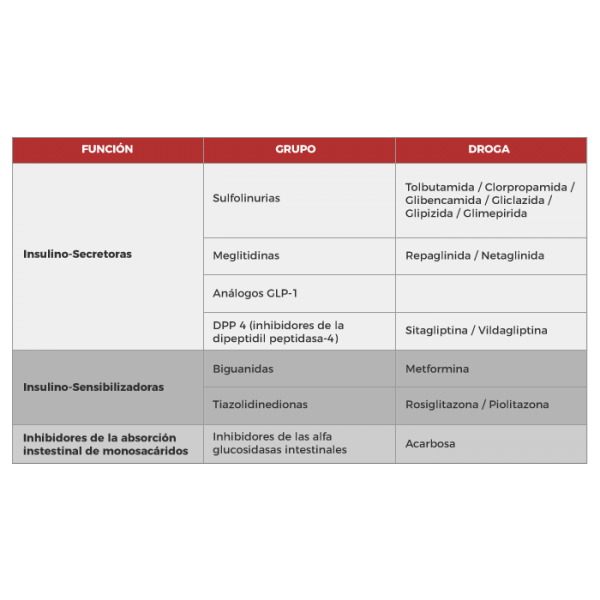 FUNCIÓN GRUPO DROGA
Insulino-Secretoras
Sulfolinurias
Tolbutamida / Clorpropamida /
Glibencamida / Gliclazida /
Glipizida / Glimepirida
Meglitidinas
Repaglinida / Netaglinida
Análogos GLP-1
DPP 4 (inhibidores de la
dipeptidil peptidasa-4)
Sitagliptina / Vildagliptina
Insulino-Sensibilizadoras
Biguanidas
Metformina
Tiazolidinedionas
Rosiglitazona / Piolitazona
Inhibidores de la absorción
instestinal de monosacáridos
Inhibidores de las alfa
glucosidasas intestinales
Acarbosa